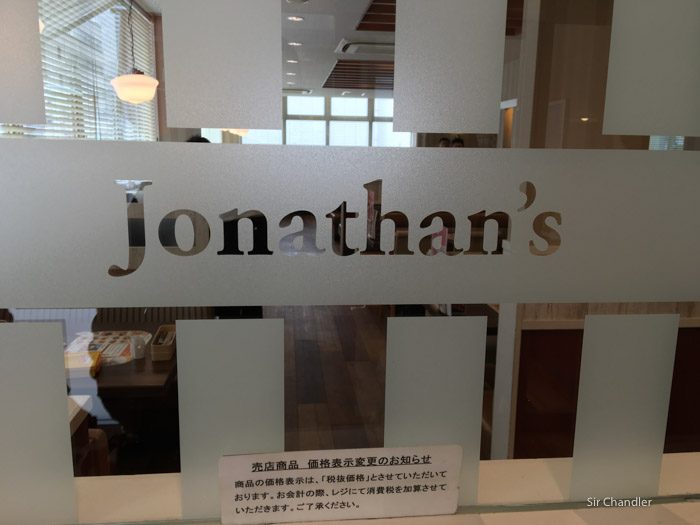 Jonathan's
売店商品　価格表示変更のお知らせ
商品の価格表示は、「税抜価格」とさせていただいて
おります。お会計の際、レジにて消費税を加算させて
いただきます。ご了承ください。
Sir Chandler